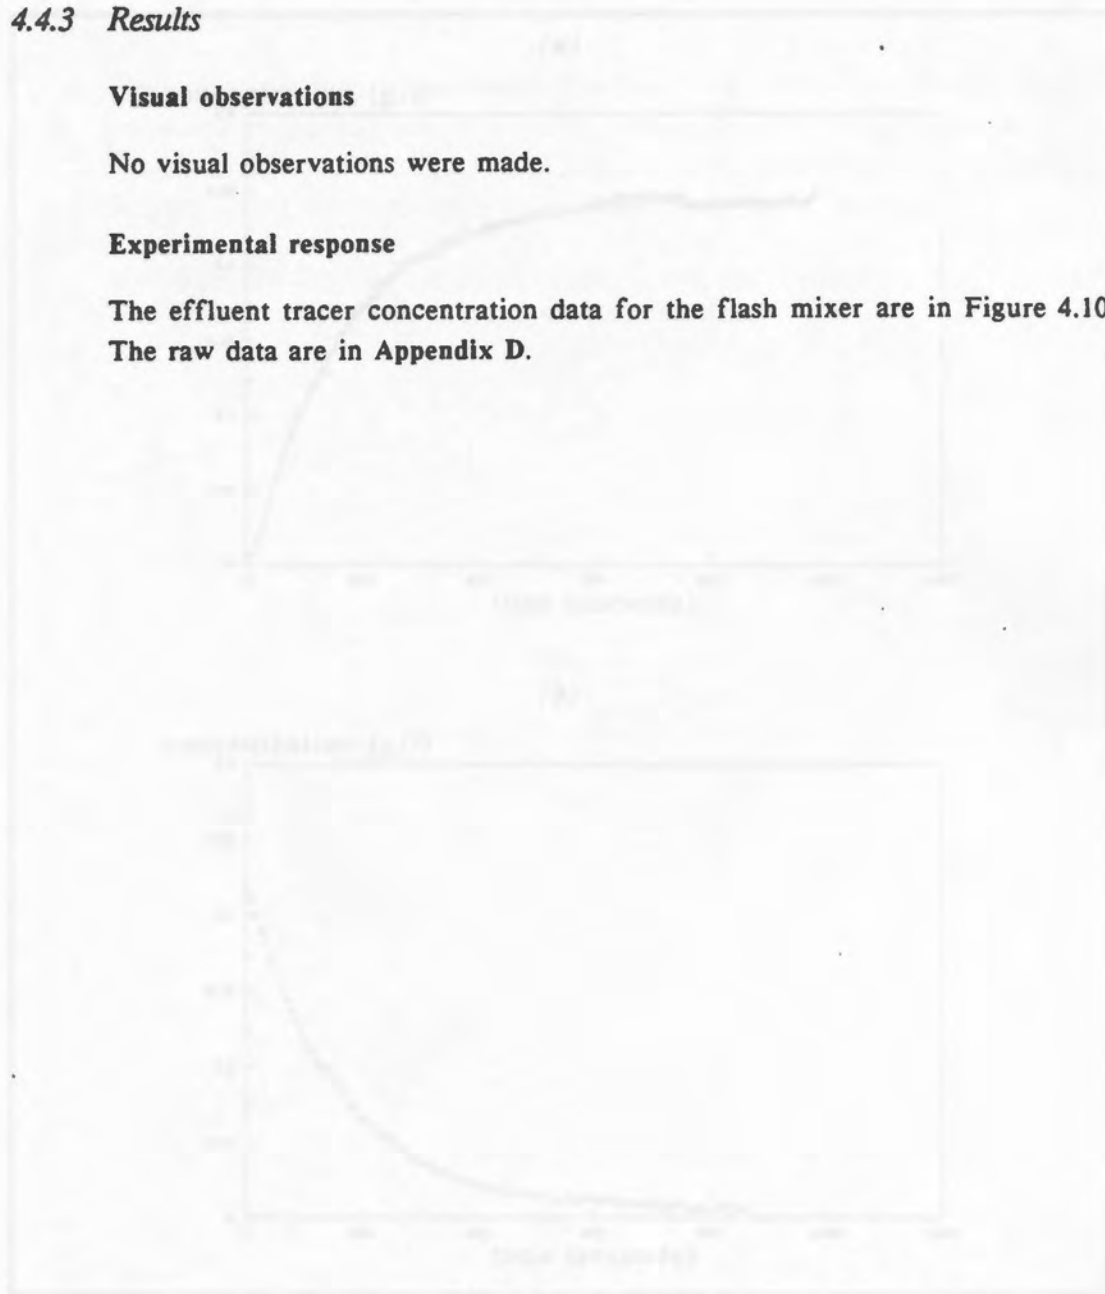 4.4.3 Results
Visual observations
No visual observations were made.
Experimental response
The effluent tracer concentration data for the flash mixer are in Figure 4.10
The raw data are in Appendix D.